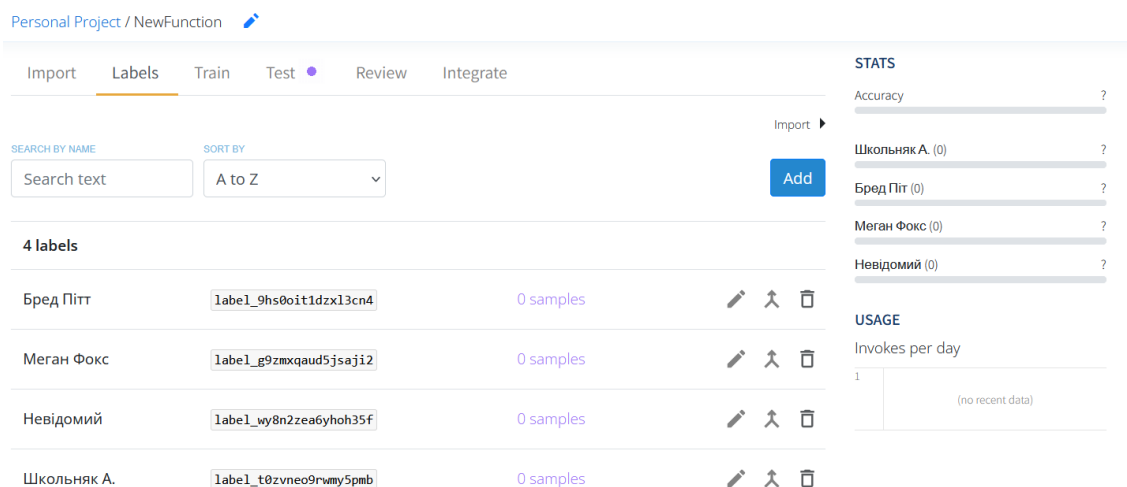 Personal Project / NewFunction
Import Labels Train Test Review Integrate
Import
SEARCH BY NAME SORT BY
Search text A to Z Add
4 labels
Бред Пітт label_9hs0oit1dzxl3cn4 0 samples
Меган Фокс label_g9zmxqaud5jsaji2 0 samples
Невідомий label_wy8n2zea6yhoh35f 0 samples
Школьняк А. label_t0zvneo9rwmy5pmb 0 samples
STATS
Accuracy ?
Школьняк А. (0) ?
Бред Піт (0) ?
Меган Фокс (0) ?
Невідомий (0) ?
USAGE
Invokes per day
1
(no recent data)